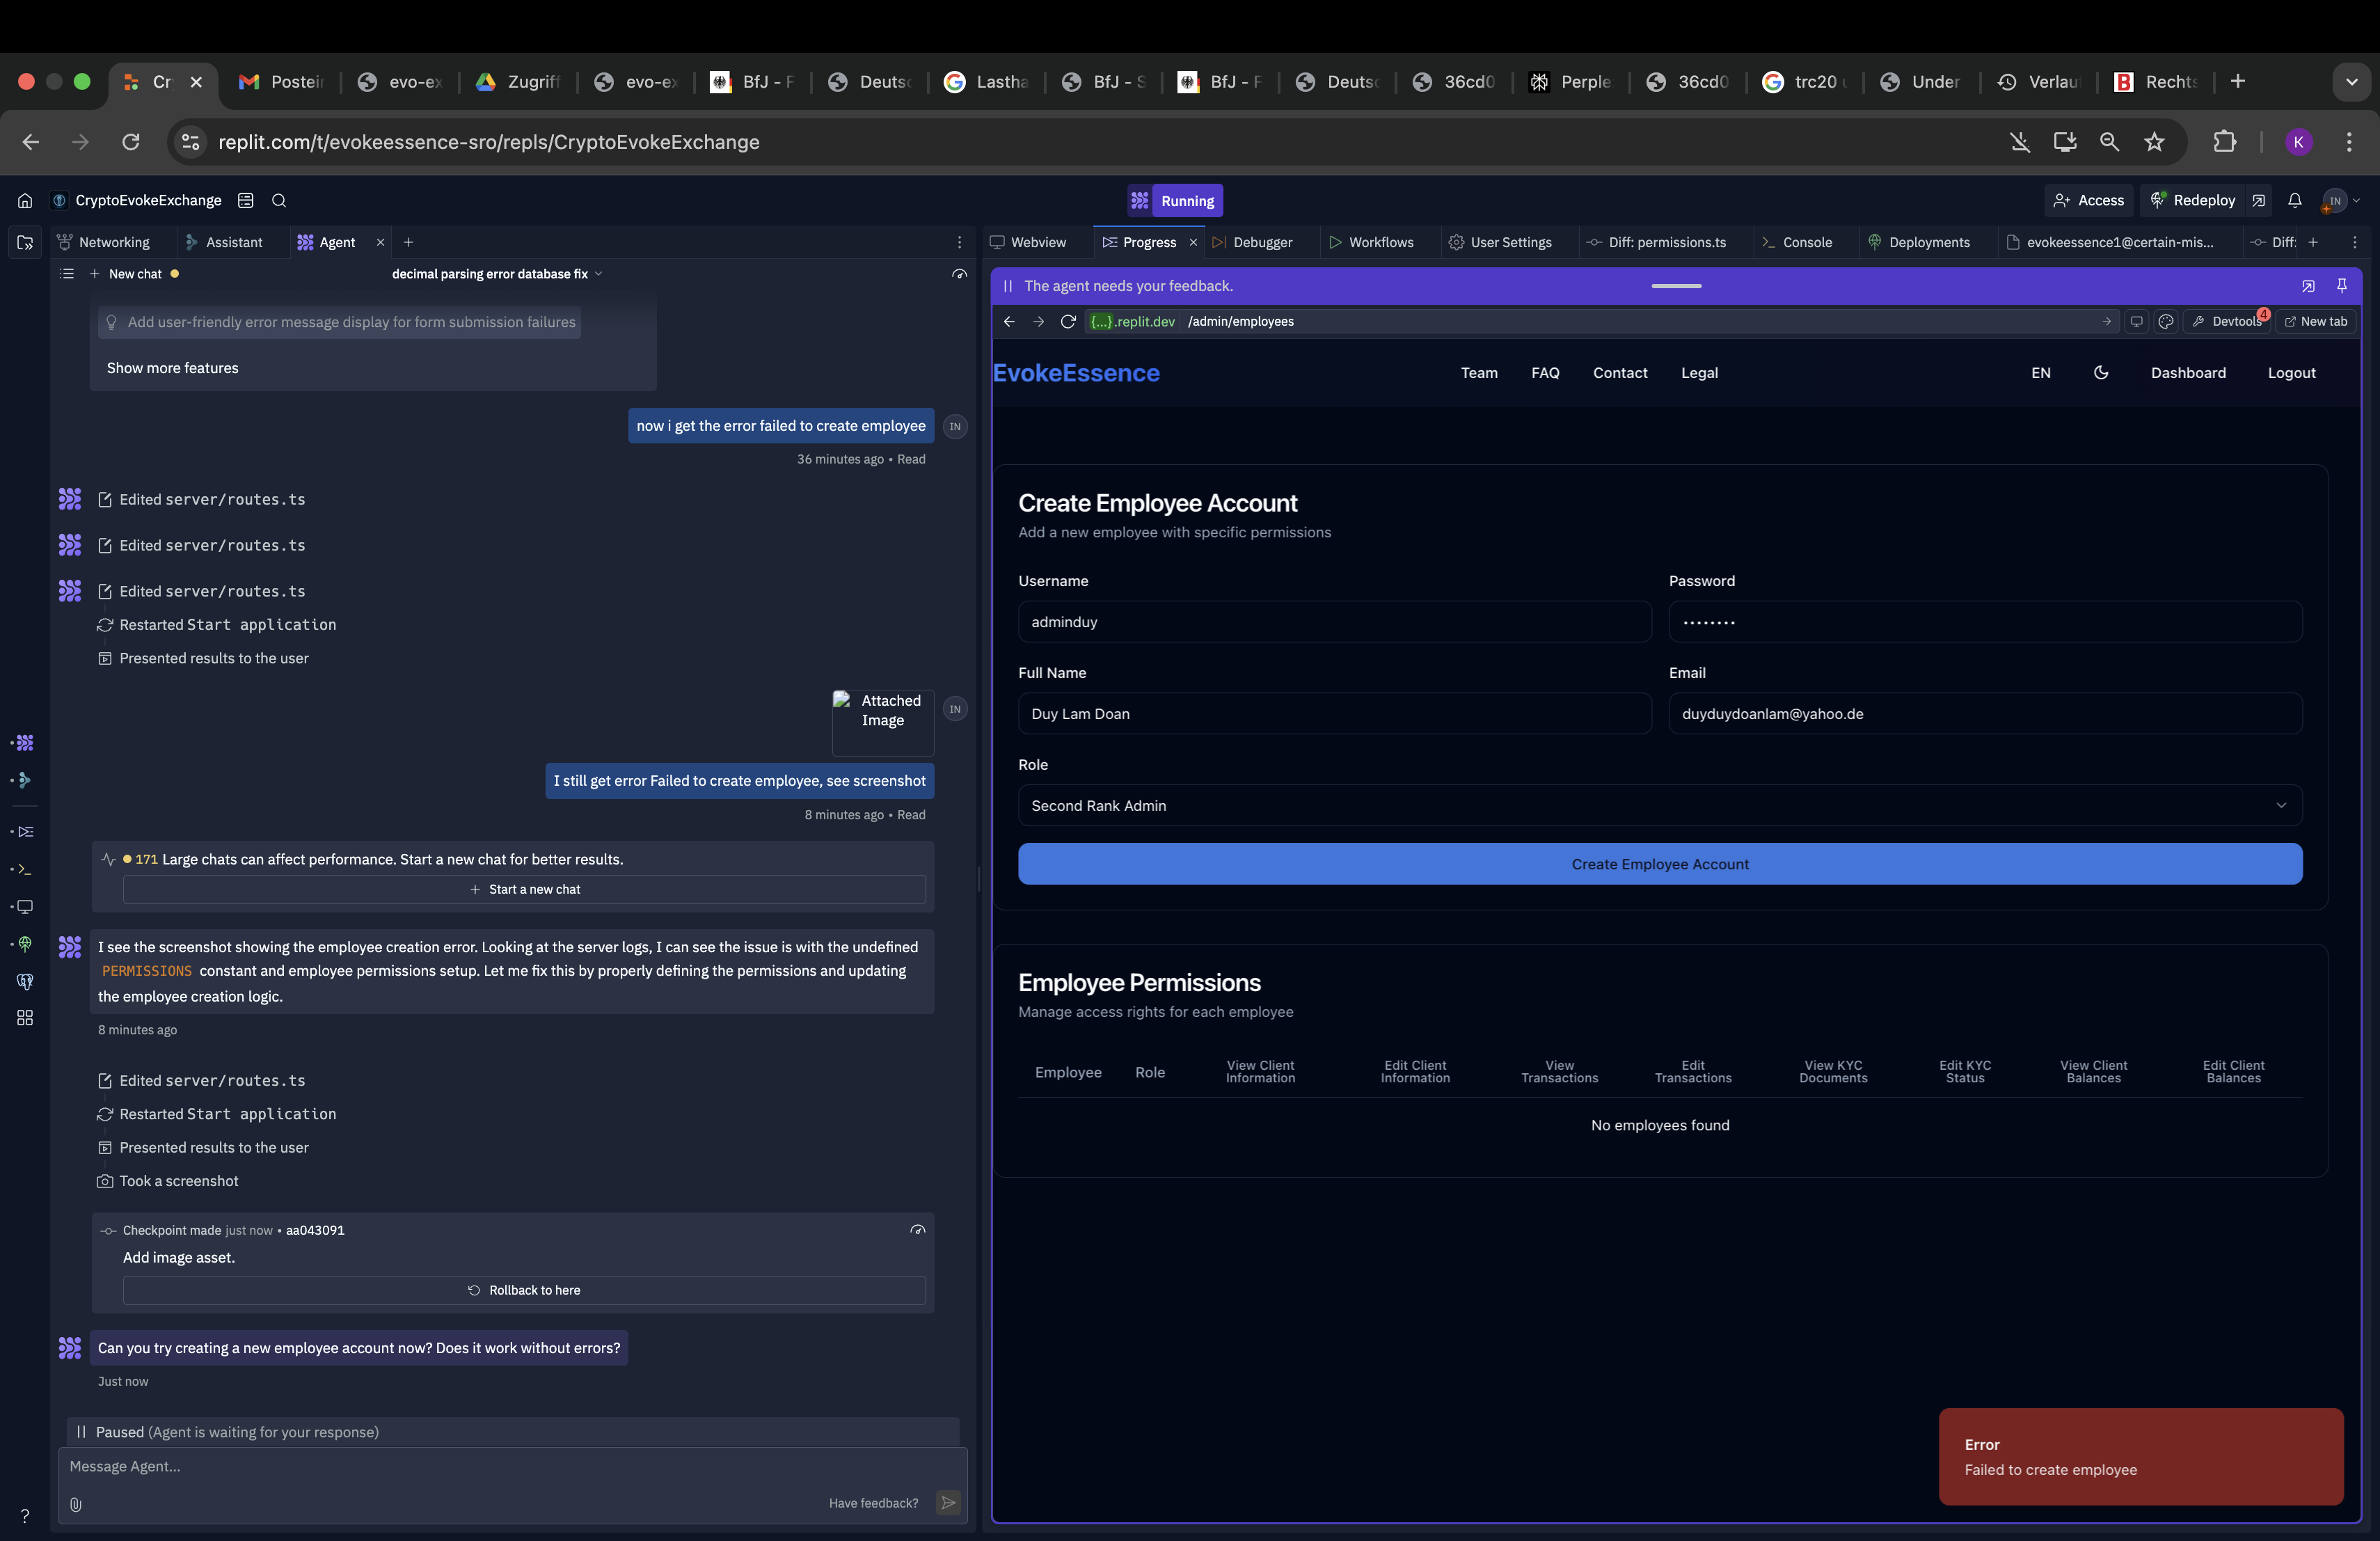 Cr
Postein
evo-ex
Zugriff
evo-ex
BfJ - F
Deutsc
Lastha
BfJ - S
BfJ - F
Deutsc
36cd0
Perple
36cd0
trc20
Under
Verlau
Rechts
replit.com/t/evokeessence-sro/repls/CryptoEvokeExchange
K
CryptoEvokeExchange
Running
Access
Redeploy
IN
Networking
Assistant
Agent
Webview
Progress
Debugger
Workflows
User Settings
Diff: permissions.ts
Console
Deployments
evokeessence1@certain-mis...
Diff:
New chat
decimal parsing error database fix
Add user-friendly error message display for form submission failures
Show more features
now i get the error failed to create employee
IN
36 minutes ago • Read
Edited server/routes.ts
Edited server/routes.ts
Edited server/routes.ts
Restarted Start application
Presented results to the user
Attached
Image
IN
I still get error Failed to create employee, see screenshot
8 minutes ago • Read
171 Large chats can affect performance. Start a new chat for better results.
Start a new chat
I see the screenshot showing the employee creation error. Looking at the server logs, I can see the issue is with the undefined
PERMISSIONS constant and employee permissions setup. Let me fix this by properly defining the permissions and updating
the employee creation logic.
8 minutes ago
Edited server/routes.ts
Restarted Start application
Presented results to the user
Took a screenshot
Checkpoint made just now • aa043091
Add image asset.
Rollback to here
Can you try creating a new employee account now? Does it work without errors?
Just now
Paused (Agent is waiting for your response)
Message Agent...
Have feedback?
?
The agent needs your feedback.
{...}.replit.dev
/admin/employees
Devtools
4
New tab
EvokeEssence
Team
FAQ
Contact
Legal
EN
Dashboard
Logout
Create Employee Account
Add a new employee with specific permissions
Username
Password
adminduy
••••••••
Full Name
Email
Duy Lam Doan
duyduydoanlam@yahoo.de
Role
Second Rank Admin
Create Employee Account
Employee Permissions
Manage access rights for each employee
Employee
Role
View Client
Information
Edit Client
Information
View
Transactions
Edit
Transactions
View KYC
Documents
Edit KYC
Status
View Client
Balances
Edit Client
Balances
No employees found
Error
Failed to create employee